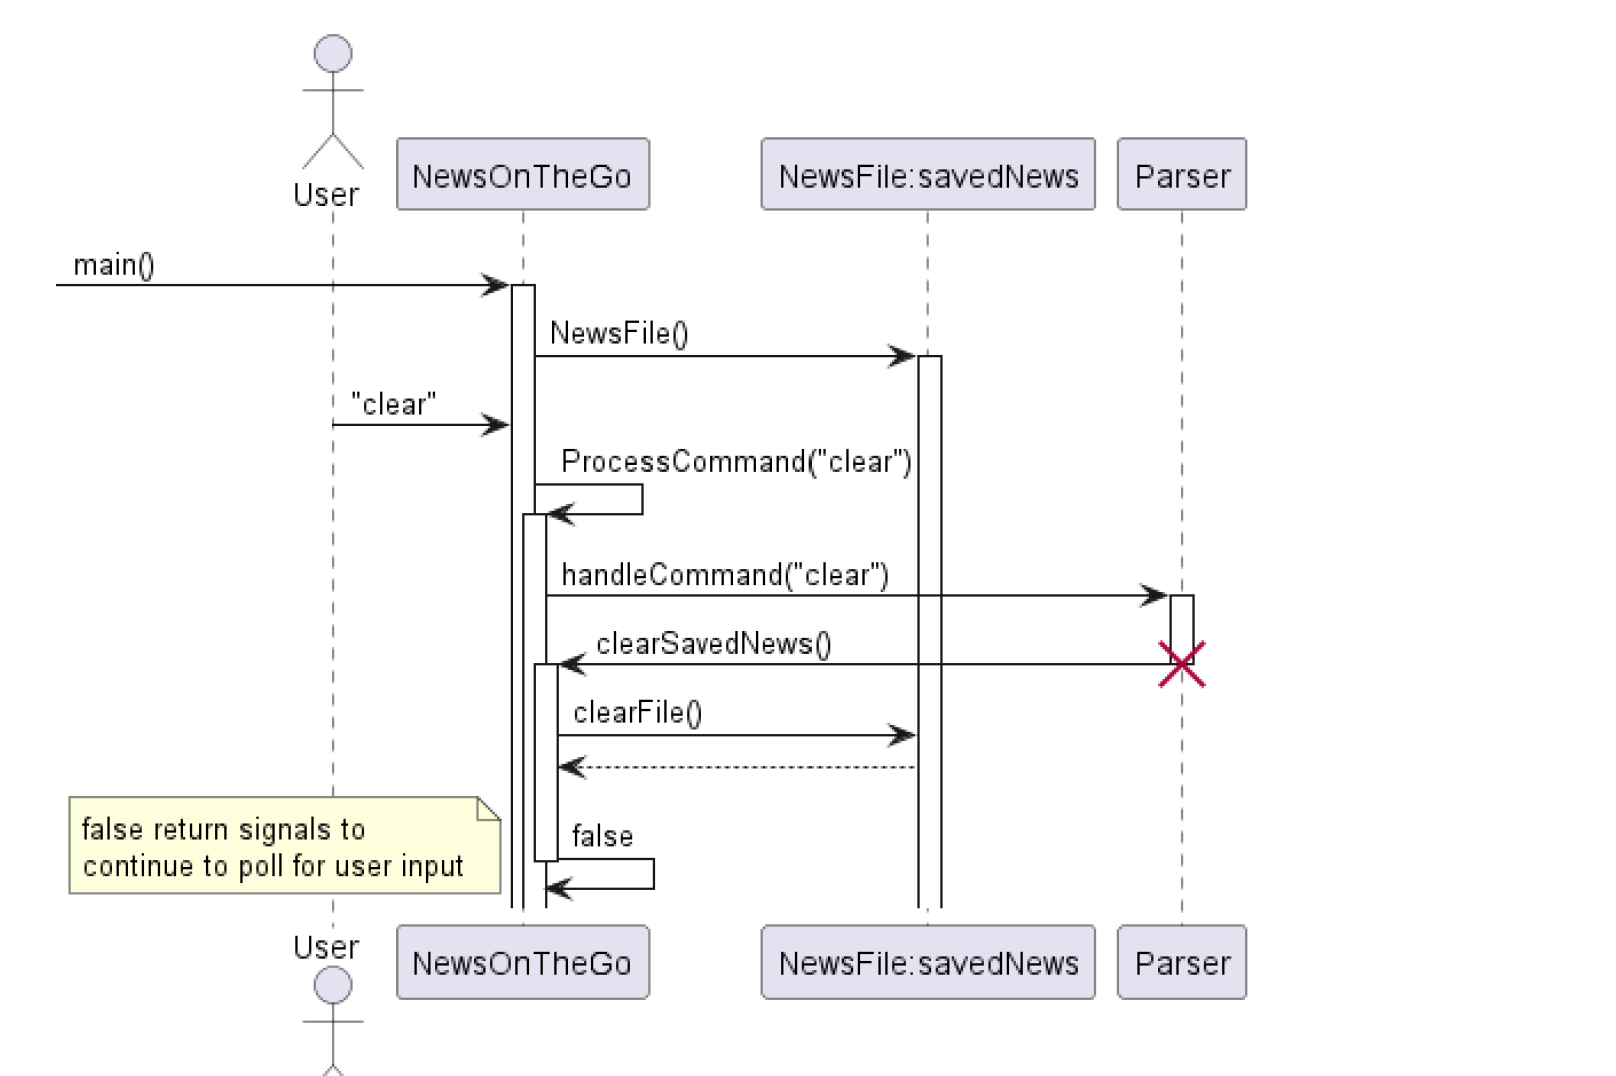 User
NewsOnTheGo
NewsFile:savedNews
Parser
main()
NewsFile()
"clear"
ProcessCommand("clear")
handleCommand("clear")
clearSavedNews()
clearFile()
false return signals to
continue to poll for user input
false
User
NewsOnTheGo
NewsFile:savedNews
Parser